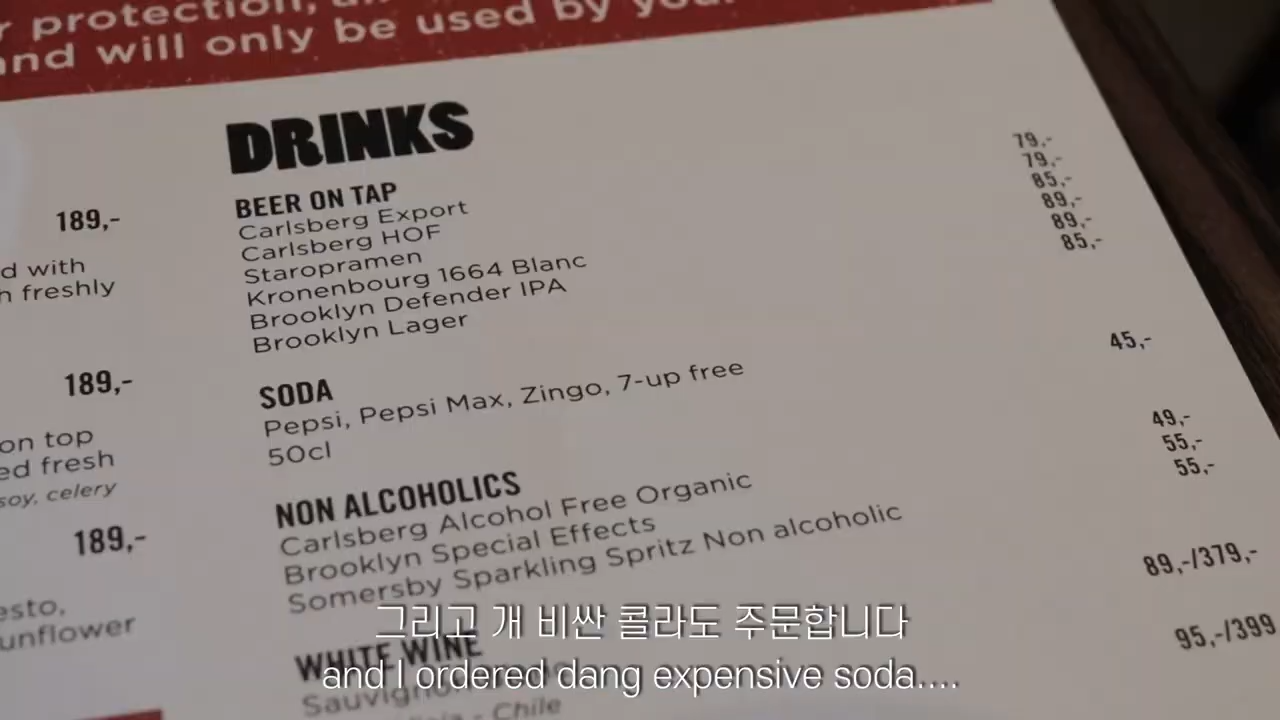 r protection,
and will only be used by you.
189,-
d with
n freshly
189,-
on top
ed fresh
soy, celery
189,-
esto,
unflower
DRINKS
BEER ON TAP
Carlsberg Export 79,-
Carlsberg HOF 79,-
Staropramen 85,-
Kronenbourg 1664 Blanc 89,-
Brooklyn Defender IPA 89,-
Brooklyn Lager 85,-
SODA
Pepsi, Pepsi Max, Zingo, 7-up free 45,-
50cl
NON ALCOHOLICS
Carlsberg Alcohol Free Organic 49,-
Brooklyn Special Effects 55,-
Somersby Sparkling Spritz Non alcoholic 55,-
WHITE WINE
89,-/379,-
Chile
95,-/399
그리고 개 비싼 콜라도 주문합니다
and I ordered dang expensive soda....